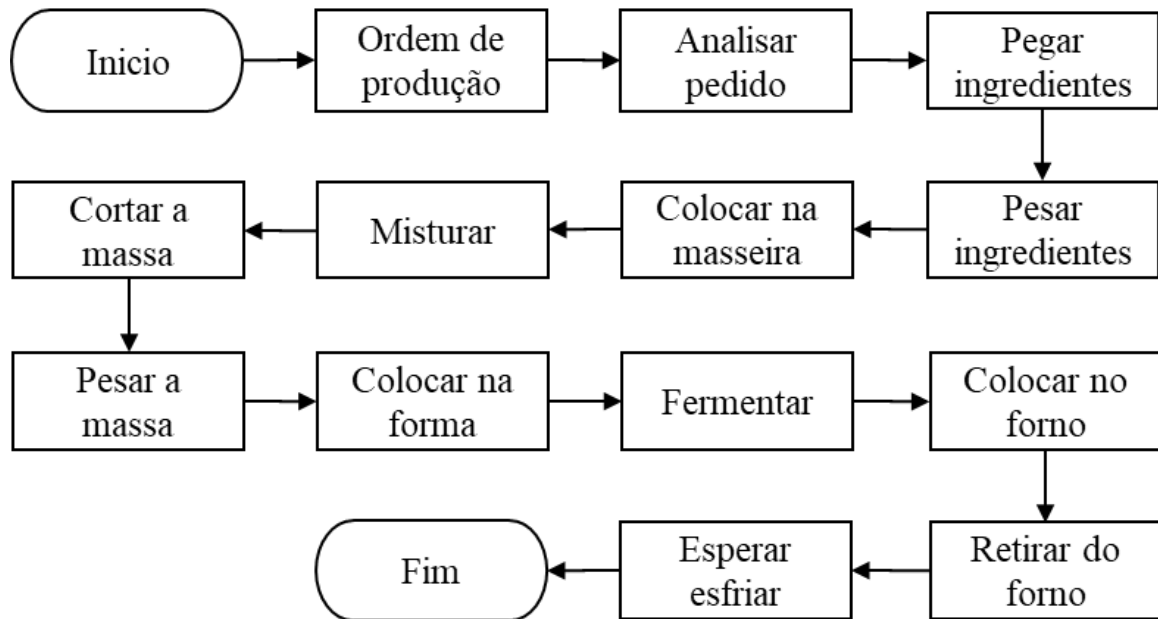 Inicio
Ordem de
produção
Analisar
pedido
Pegar
ingredientes
Pesar
ingredientes
Colocar na
masseira
Misturar
Cortar a
massa
Pesar a
massa
Colocar na
forma
Fermentar
Colocar no
forno
Retirar do
forno
Esperar
esfriar
Fim